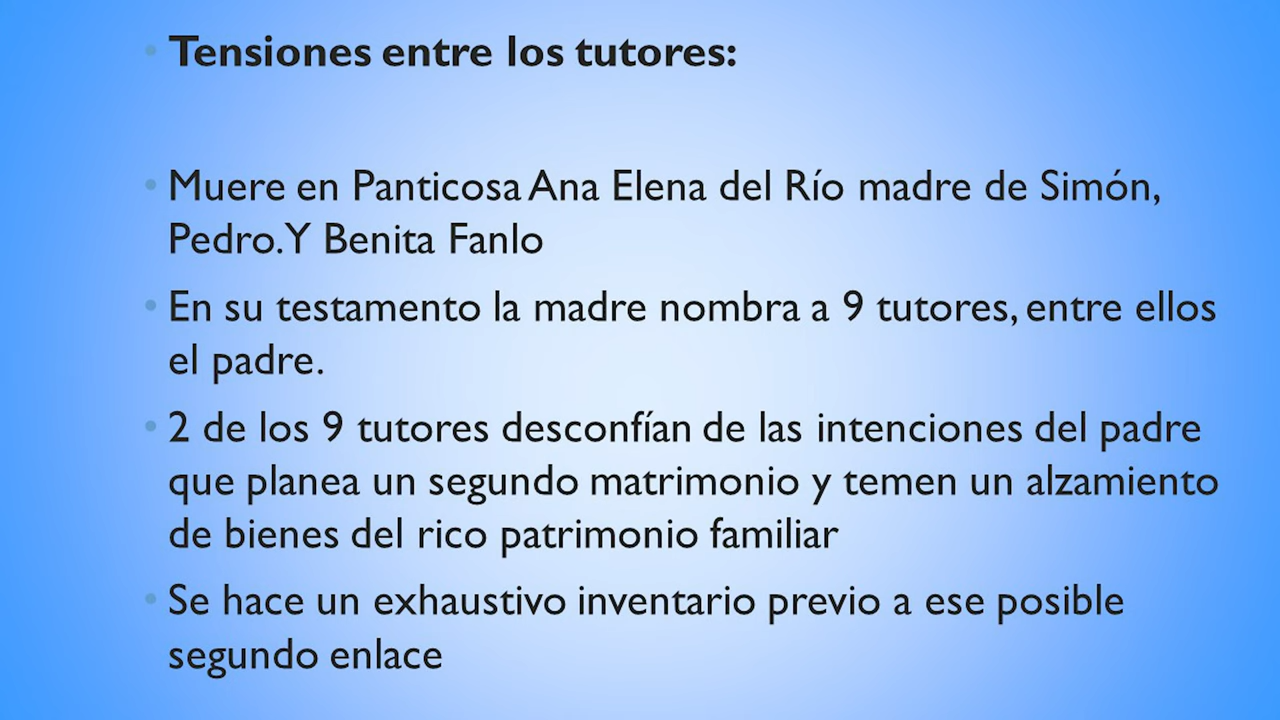 • Tensiones entre los tutores:
• Muere en Panticosa Ana Elena del Río madre de Simón,
Pedro. Y Benita Fanlo
• En su testamento la madre nombra a 9 tutores, entre ellos
el padre.
• 2 de los 9 tutores desconfían de las intenciones del padre
que planea un segundo matrimonio y temen un alzamiento
de bienes del rico patrimonio familiar
• Se hace un exhaustivo inventario previo a ese posible
segundo enlace